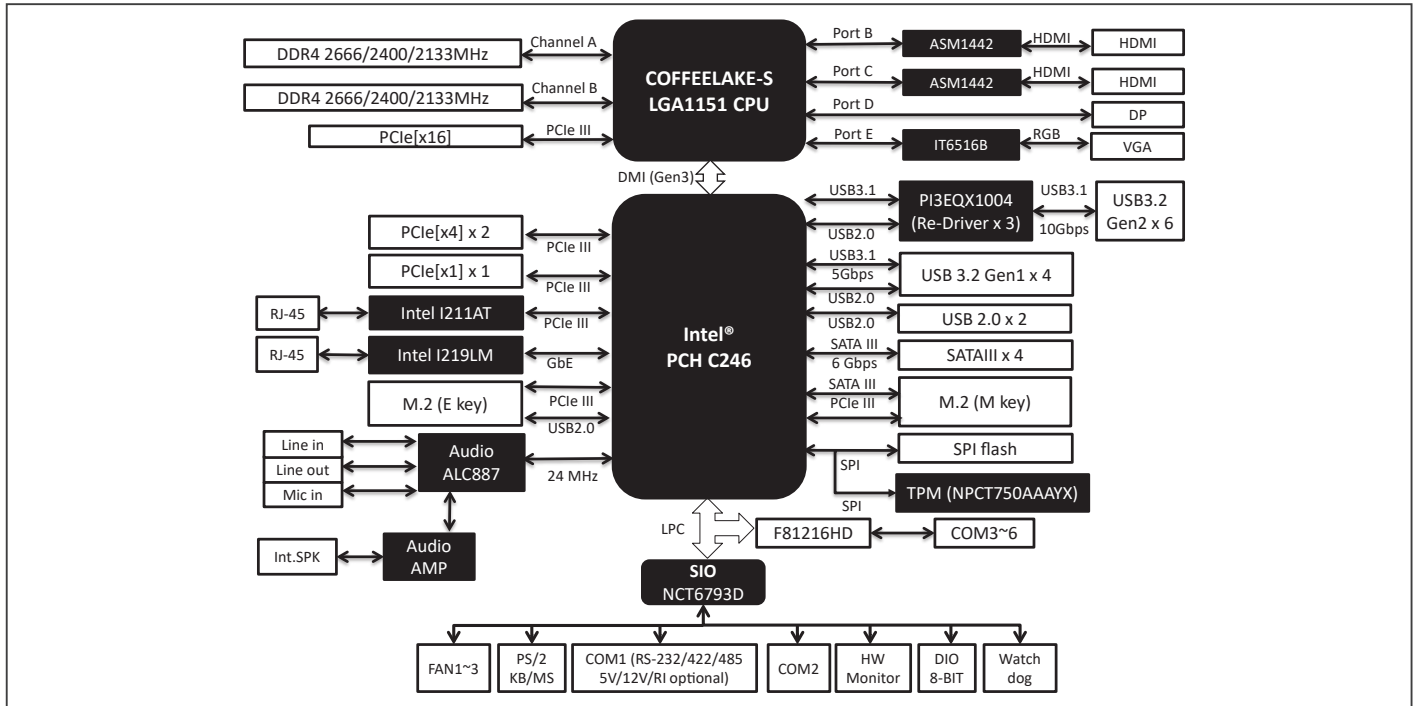 DDR4 2666/2400/2133MHz
Channel A
DDR4 2666/2400/2133MHz
Channel B
PCIe[x16]
PCIe III
COFFEELAKE-S
LGA1151 CPU
Port B
ASM1442
HDMI
HDMI
Port C
ASM1442
HDMI
HDMI
Port D
DP
Port E
IT6516B
RGB
VGA
DMI (Gen3)
PCIe[x4] x 2
PCIe III
PCIe[x1] x 1
PCIe III
RJ-45
Intel I211AT
PCIe III
RJ-45
Intel I219LM
GbE
M.2 (E key)
PCIe III
USB2.0
Line in
Line out
Mic in
Audio
ALC887
24 MHz
Int.SPK
Audio
AMP
Intel®
PCH C246
USB3.1
USB2.0
PI3EQX1004
(Re-Driver x 3)
USB3.1
10Gbps
USB3.2
Gen2 x 6
USB3.1
5Gbps
USB2.0
USB 3.2 Gen1 x 4
USB2.0
USB 2.0 x 2
SATA III
6 Gbps
SATAIII x 4
SATA III
PCIe III
M.2 (M key)
SPI
SPI flash
SPI
TPM (NPCT750AAAYX)
LPC
F81216HD
COM3~6
SIO
NCT6793D
FAN1~3
PS/2
KB/MS
COM1 (RS-232/422/485
5V/12V/RI optional)
COM2
HW
Monitor
DIO
8-BIT
Watch
dog